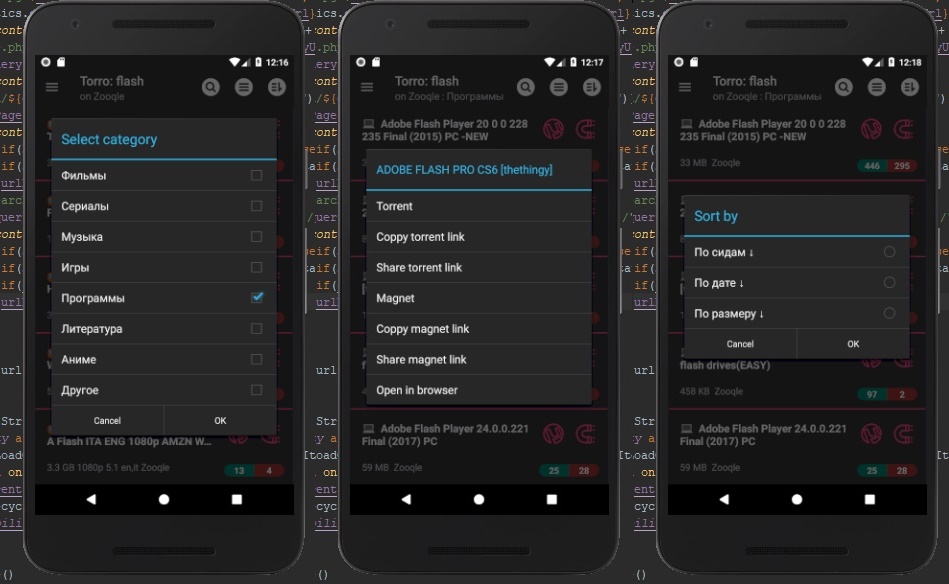 12:16
Torro: flash
on Zooqle
Select category
Фильмы
Сериалы
Музыка
Игры
Программы
Литература
Аниме
Другое
Cancel
OK
A Flash ITA ENG 1080p AMZN W...
3.3 GB 1080p 5.1 en,it Zooqle
13
4
12:17
Torro: flash
on Zooqle : Программы
Adobe Flash Player 20 0 0 228
235 Final (2015) PC -NEW
ADOBE FLASH PRO CS6 [thethingy]
Torrent
Coppy torrent link
Share torrent link
Magnet
Coppy magnet link
Share magnet link
Open in browser
Adobe Flash Player 24.0.0.221
Final (2017) PC
59 MB Zooqle
25
28
12:18
Torro: flash
on Zooqle : Программы
Adobe Flash Player 20 0 0 228
235 Final (2015) PC -NEW
33 MB Zooqle
446
295
Sort by
По сидам ↓
По дате ↓
По размеру ↓
Cancel
OK
flash drives(EASY)
458 KB Zooqle
97
2
Adobe Flash Player 24.0.0.221
Final (2017) PC
59 MB Zooqle
25
28